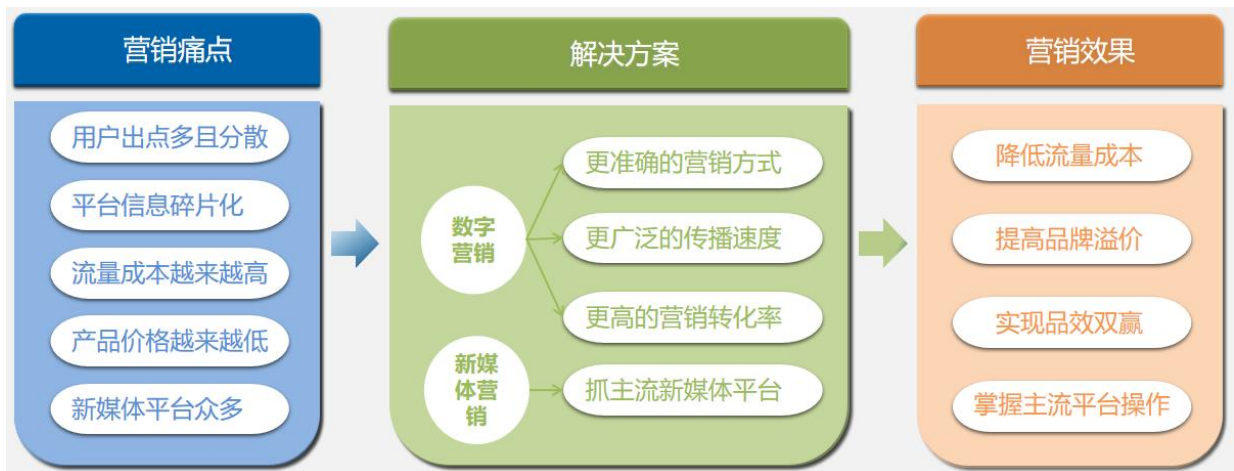 营销痛点
用户出点多且分散
平台信息碎片化
流量成本越来越高
产品价格越来越低
新媒体平台众多
解决方案
数字
营销
更准确的营销方式
更广泛的传播速度
更高的营销转化率
新媒
体营
销
抓主流新媒体平台
营销效果
降低流量成本
提高品牌溢价
实现品效双赢
掌握主流平台操作